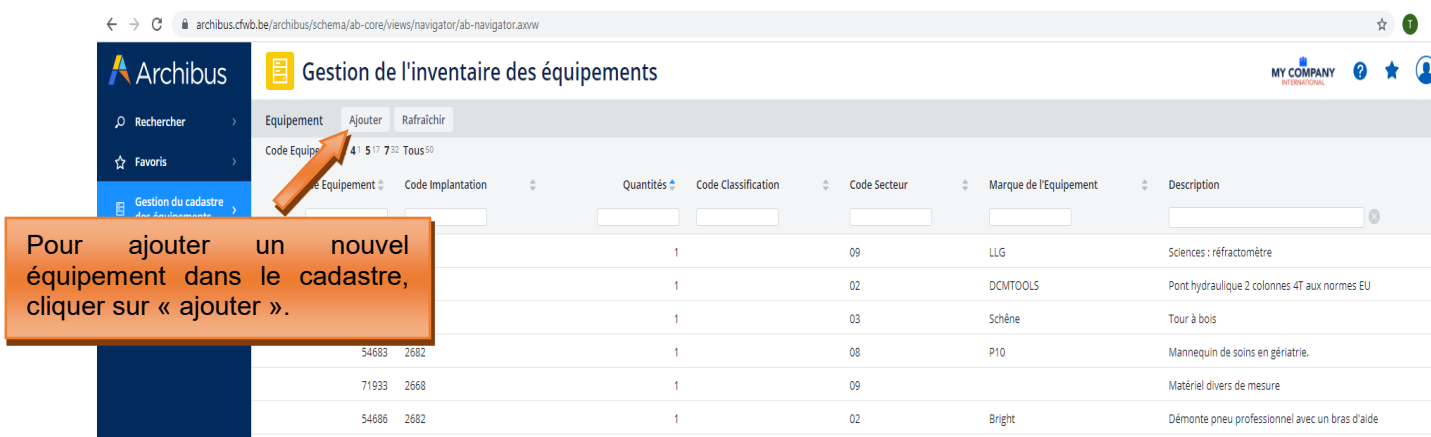 archibus.cfwb.be/archibus/schema/ab-core/views/navigator/ab-navigator.axvw
T
Archibus
Gestion de l'inventaire des équipements
MY COMPANY
INTERNATIONAL
?
Rechercher
Equipement Ajouter Rafraîchir
Favoris
Code Equipe 4 1 5 17 7 32 Tous 50
Equipement Code Implantation Quantités Code Classification Code Secteur Marque de l'Equipement Description
Gestion du cadastre
des équipements
Pour ajouter un nouvel
équipement dans le cadastre,
cliquer sur « ajouter ».
1 09 LLG Sciences : réfractomètre
1 02 DCMTOOLS Pont hydraulique 2 colonnes 4T aux normes EU
1 03 Schêne Tour à bois
54683 2682 1 08 P10 Mannequin de soins en gériatrie.
71933 2668 1 09 Matériel divers de mesure
54686 2682 1 02 Bright Démonte pneu professionnel avec un bras d'aide